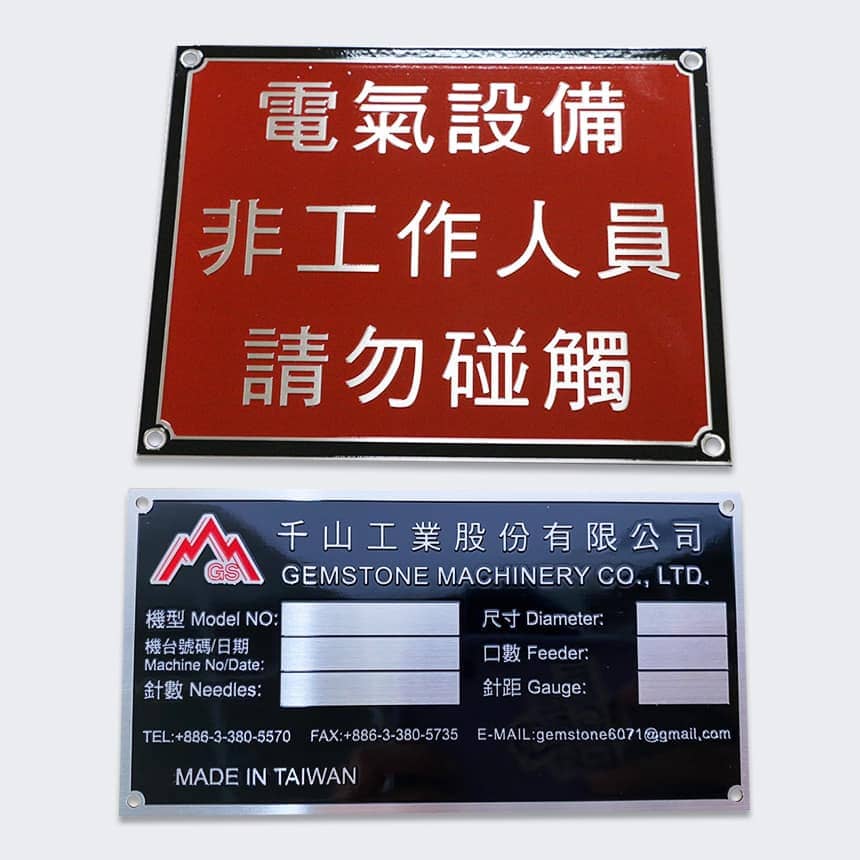 電氣設備
非工作人員
請勿碰觸
GS
千山工業股份有限公司
GEMSTONE MACHINERY CO., LTD.
機型 Model NO:
尺寸 Diameter:
機台號碼/日期
Machine No/Date:
口數 Feeder:
針數 Needles:
針距 Gauge:
TEL:+886-3-380-5570 FAX:+886-3-380-5735 E-MAIL:gemstone6071@gmail.com
MADE IN TAIWAN